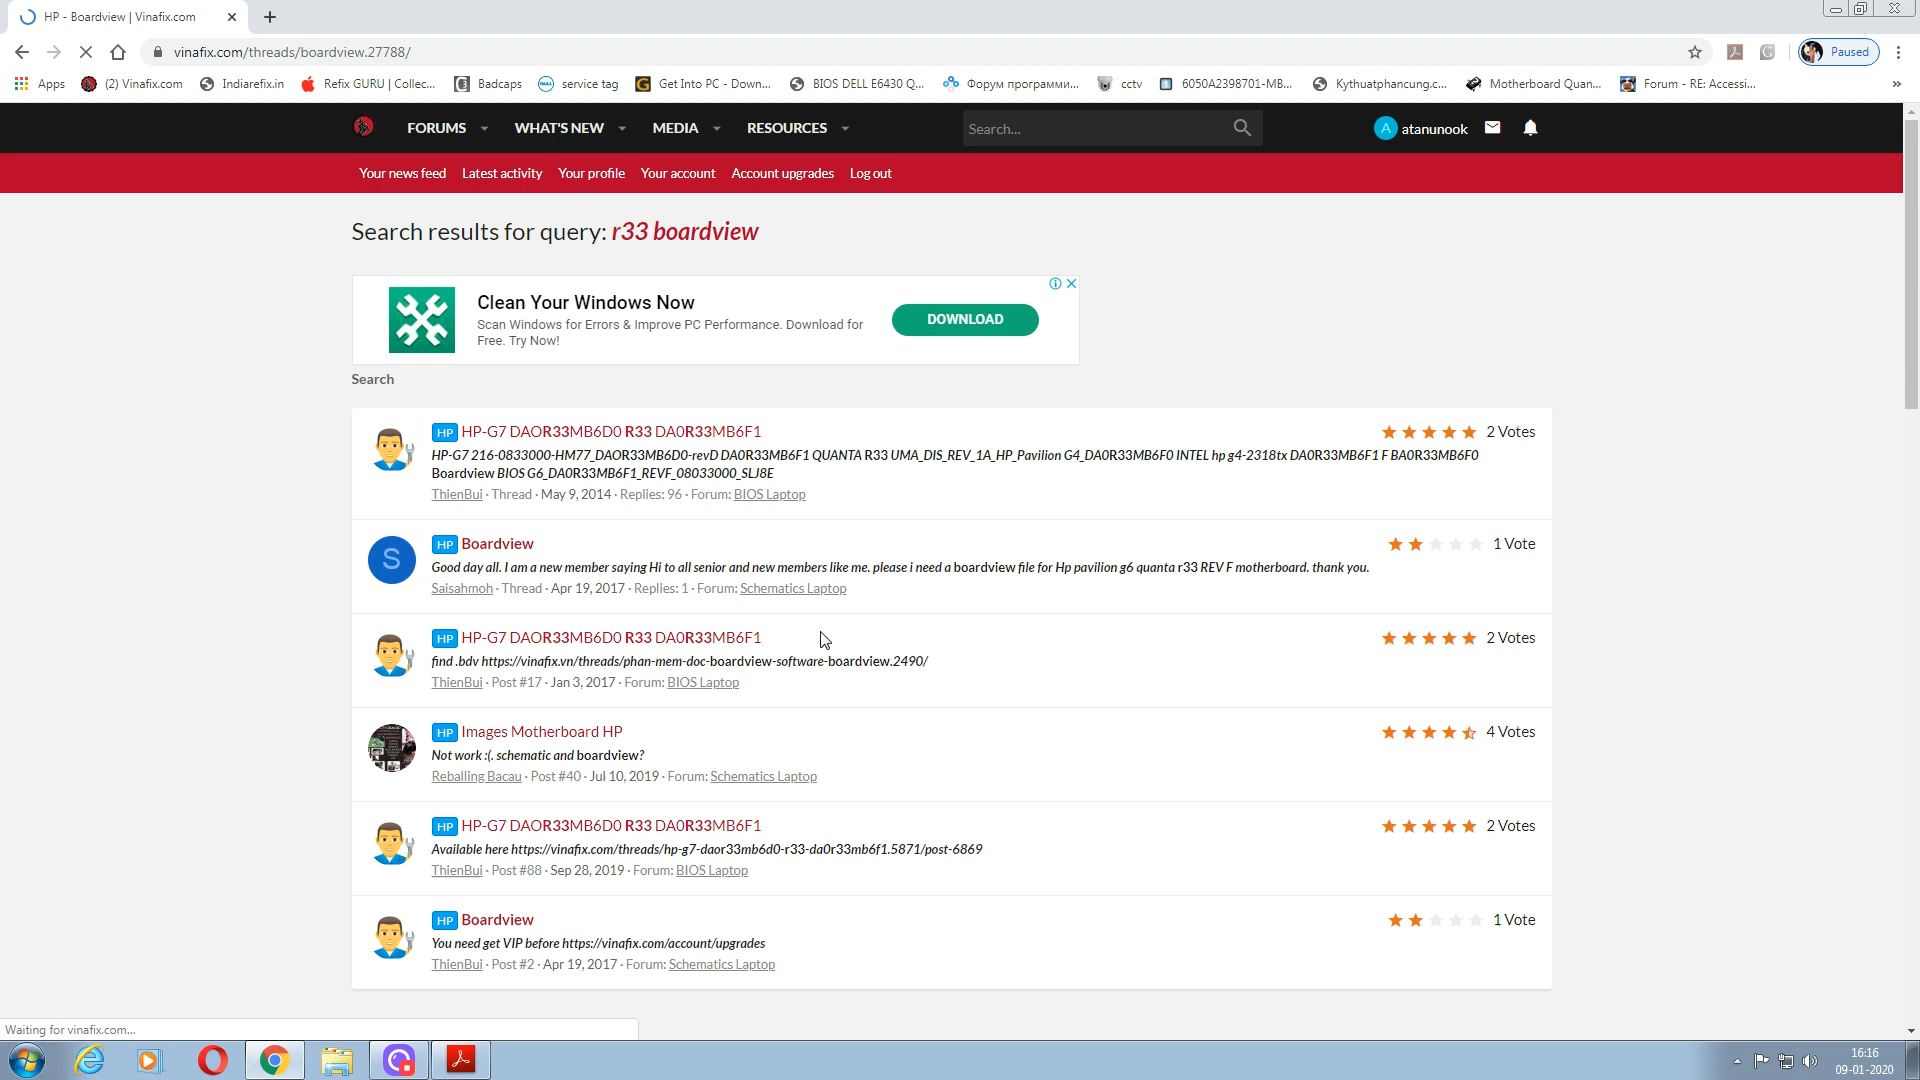 HP - Boardview | Vinafix.com
vinafix.com/threads/boardview.27788/
Paused
Apps
(2) Vinafix.com
Indiarefix.in
Refix GURU | Collec...
Badcaps
service tag
Get Into PC - Down...
BIOS DELL E6430 Q...
Форум программи...
cctv
6050A2398701-MB...
Kythuatphancung.c...
Motherboard Quan...
Forum - RE: Accessi...
FORUMS
WHAT'S NEW
MEDIA
RESOURCES
Search...
A atanunook
Your news feed
Latest activity
Your profile
Your account
Account upgrades
Log out
Search results for query: r33 boardview
Clean Your Windows Now
Scan Windows for Errors & Improve PC Performance. Download for
Free. Try Now!
DOWNLOAD
Search
HP HP-G7 DAOR33MB6D0 R33 DA0R33MB6F1
2 Votes
HP-G7 216-0833000-HM77_DAOR33MB6D0-revD DA0R33MB6F1 QUANTA R33 UMA_DIS_REV_1A_HP_Pavilion G4_DA0R33MB6F0 INTEL hp g4-2318tx DA0R33MB6F1 F BA0R33MB6F0
Boardview BIOS G6_DA0R33MB6F1_REVF_08033000_SLJ8E
ThienBui · Thread · May 9, 2014 · Replies: 96 · Forum: BIOS Laptop
S
HP Boardview
1 Vote
Good day all. I am a new member saying Hi to all senior and new members like me. please i need a boardview file for Hp pavilion g6 quanta r33 REV F motherboard. thank you.
Saisahmoh · Thread · Apr 19, 2017 · Replies: 1 · Forum: Schematics Laptop
HP HP-G7 DAOR33MB6D0 R33 DA0R33MB6F1
2 Votes
find .bdv https://vinafix.vn/threads/phan-mem-doc-boardview-software-boardview.2490/
ThienBui · Post #17 · Jan 3, 2017 · Forum: BIOS Laptop
HP Images Motherboard HP
4 Votes
Not work :(. schematic and boardview?
Reballing Bacau · Post #40 · Jul 10, 2019 · Forum: Schematics Laptop
HP HP-G7 DAOR33MB6D0 R33 DA0R33MB6F1
2 Votes
Available here https://vinafix.com/threads/hp-g7-daor33mb6d0-r33-da0r33mb6f1.5871/post-6869
ThienBui · Post #88 · Sep 28, 2019 · Forum: BIOS Laptop
HP Boardview
1 Vote
You need get VIP before https://vinafix.com/account/upgrades
ThienBui · Post #2 · Apr 19, 2017 · Forum: Schematics Laptop
Waiting for vinafix.com...
16:16
09-01-2020